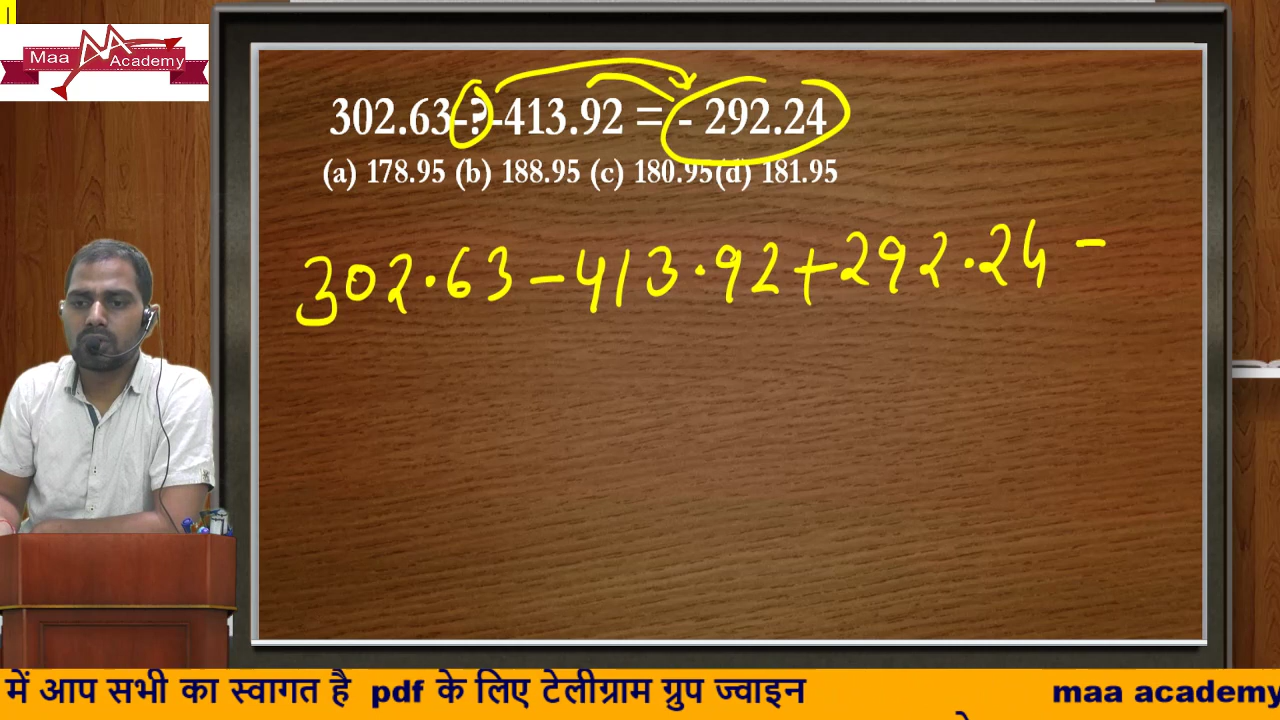 Maa Academy
302.63-?-413.92 = - 292.24
(a) 178.95 (b) 188.95 (c) 180.95(d) 181.95
302.63-413.92+292.24 -
में आप सभी का स्वागत है pdf के लिए टेलीग्राम ग्रुप ज्वाइन
maa academy